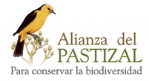 Alianza del
PASTIZAL
Para conservar la biodiversidad